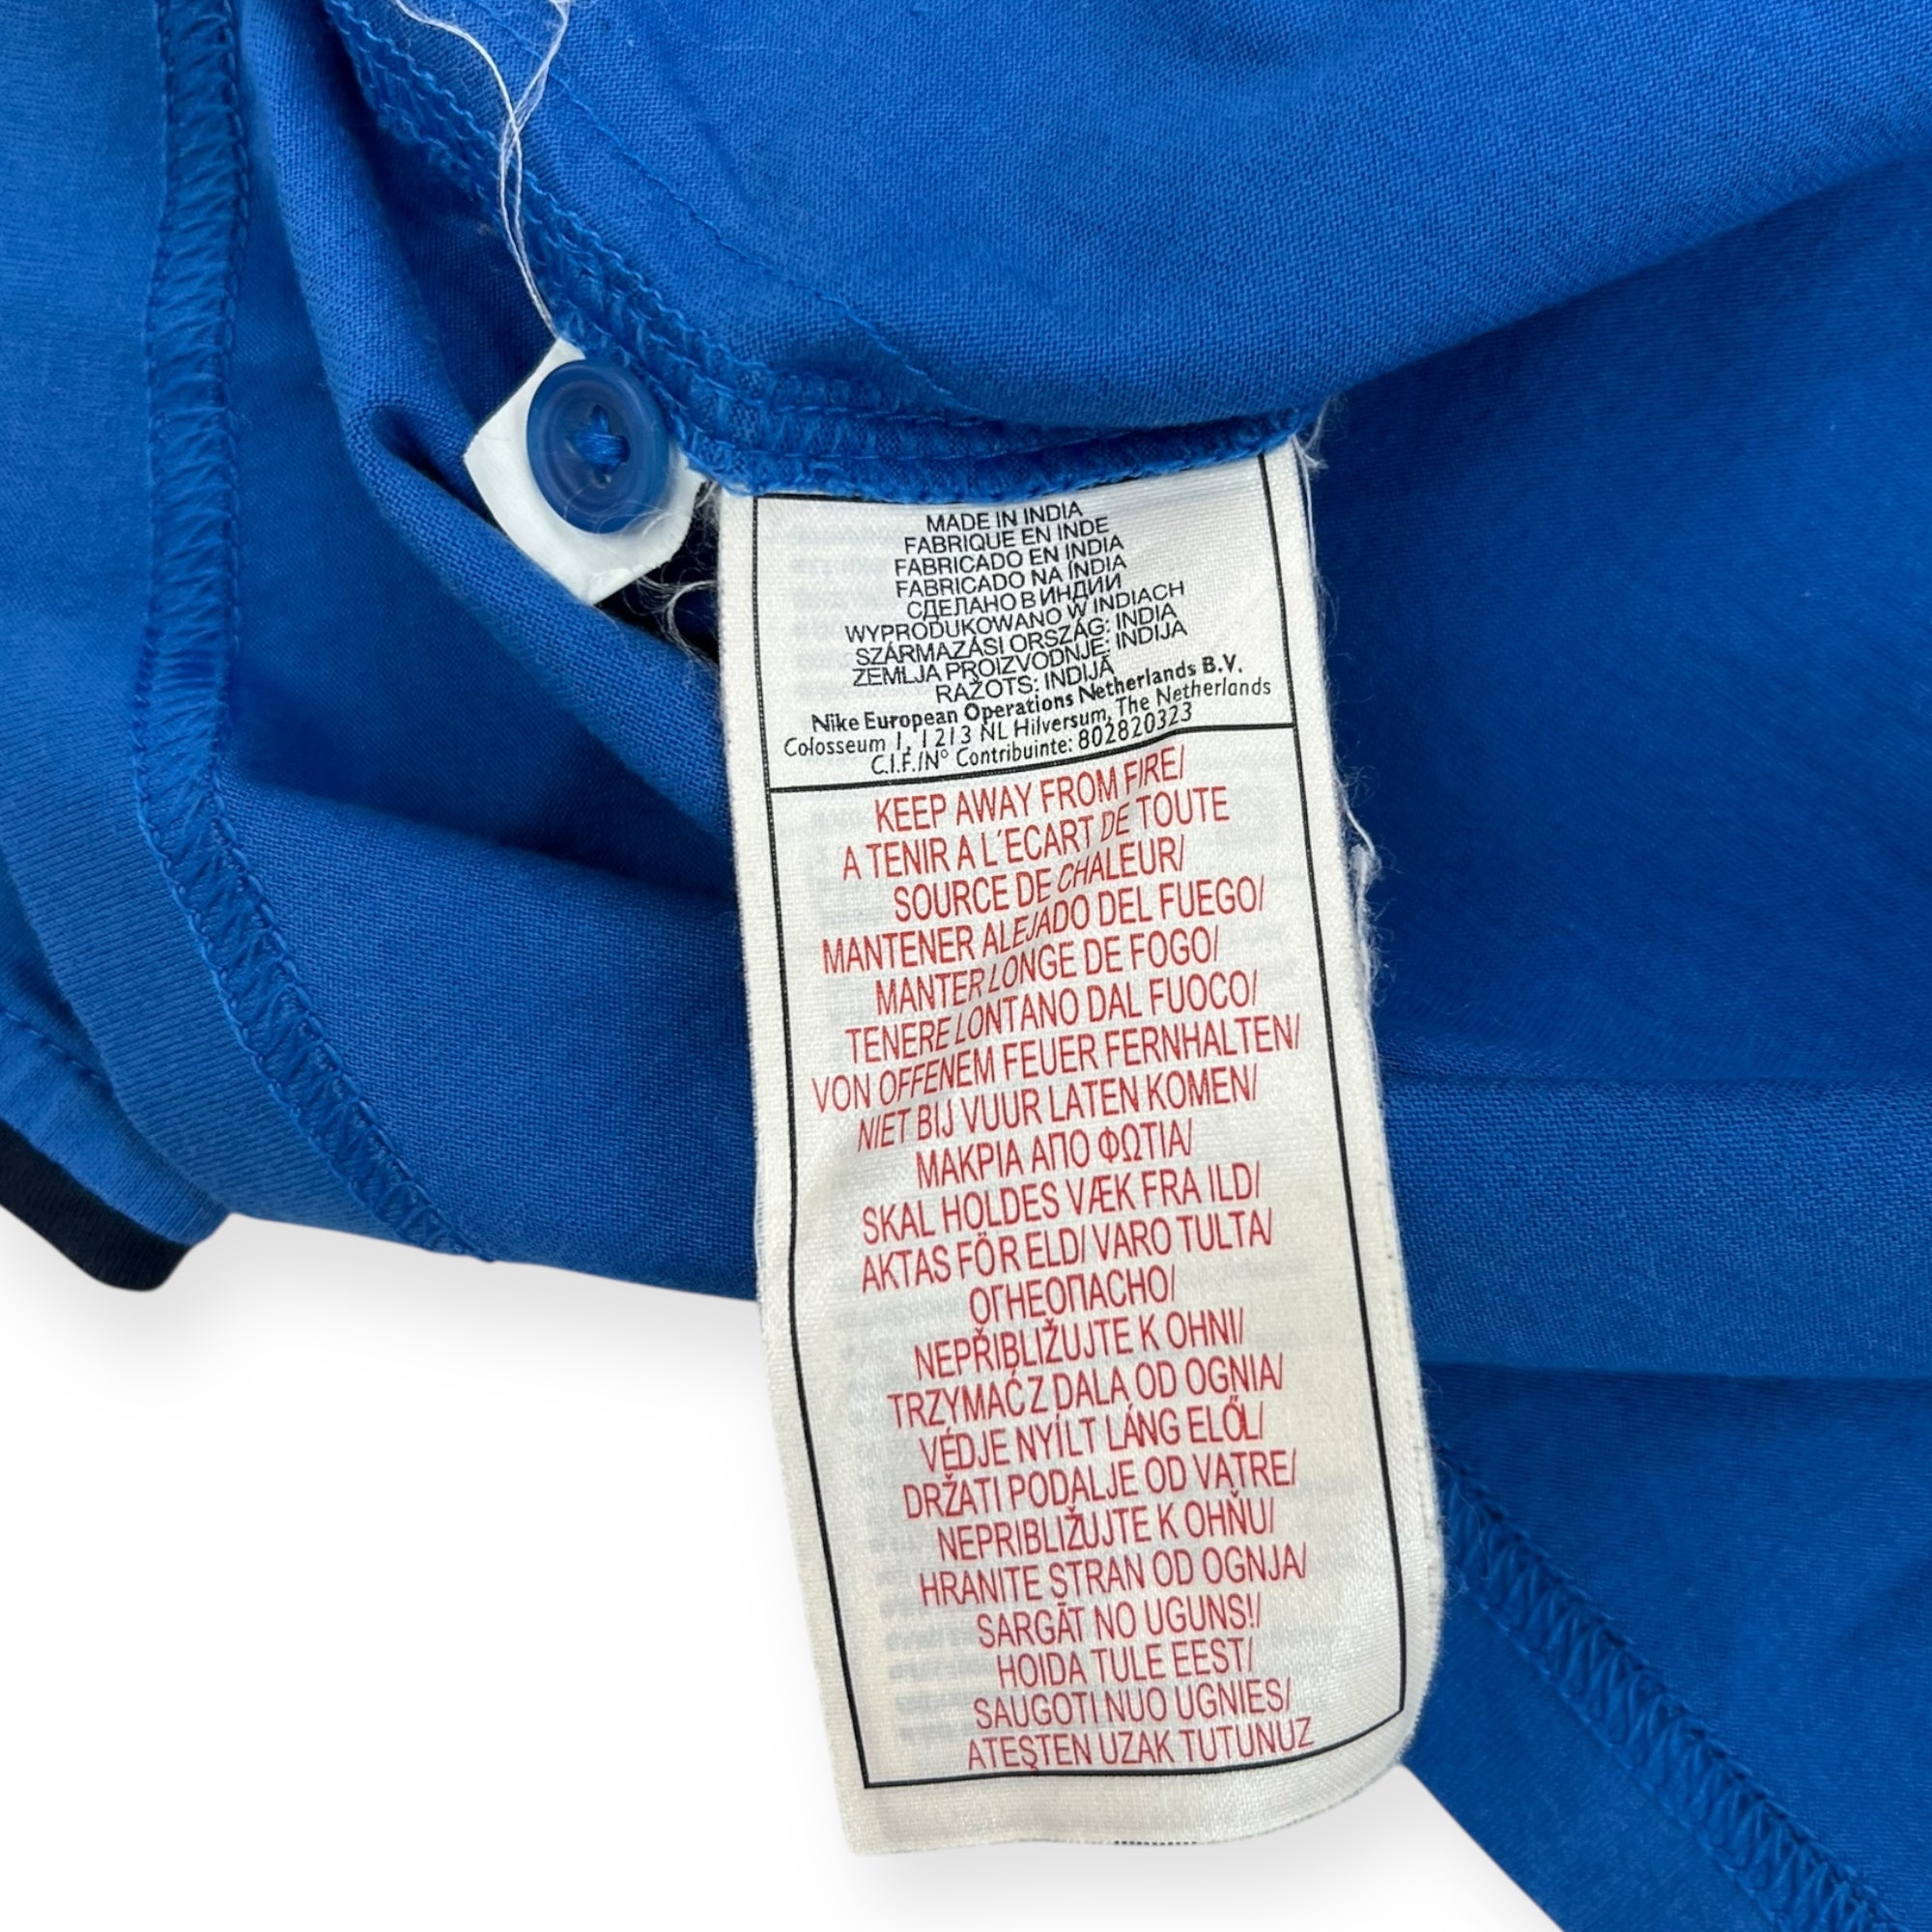 MADE IN INDIA
FABRIQUE EN INDE
FABRICADO EN INDIA
FABRICADO NA ÍNDIA
СДЕЛАНО В ИНДИИ
WYPRODUKOWANO W INDIACH
SZÁRMAZÁSI ORSZÁG: INDIA
ZEMLJA PROIZVODNJE: INDIJA
RAŽOTS: INDIJĀ
Nike European Operations Netherlands B.V.
Colosseum 1, 1213 NL Hilversum, The Netherlands
C.I.F./N° Contribuinte: 802820323
KEEP AWAY FROM FIRE/
A TENIR A L'ECART DE TOUTE
SOURCE DE CHALEUR/
MANTENER ALEJADO DEL FUEGO/
MANTER LONGE DE FOGO/
TENERE LONTANO DAL FUOCO/
VON OFFENEM FEUER FERNHALTEN/
NIET BIJ VUUR LATEN KOMEN/
ΜΑΚΡΙΑ ΑΠΟ ΦΩΤΙΑ/
SKAL HOLDES VÆK FRA ILD/
AKTAS FÖR ELD/ VARO TULTA/
ОГНЕОПАСНО/
NEPŘIBLIŽUJTE K OHNI/
TRZYMAĆ Z DALA OD OGNIA/
VÉDJE NYÍLT LÁNG ELŐL/
DRŽATI PODALJE OD VATRE/
NEPRIBLIŽUJTE K OHŇU/
HRANITE STRAN OD OGNJA/
SARGĀT NO UGUNS!/
HOIDA TULE EEST/
SAUGOTI NUO UGNIES/
ATEŞTEN UZAK TUTUNUZ